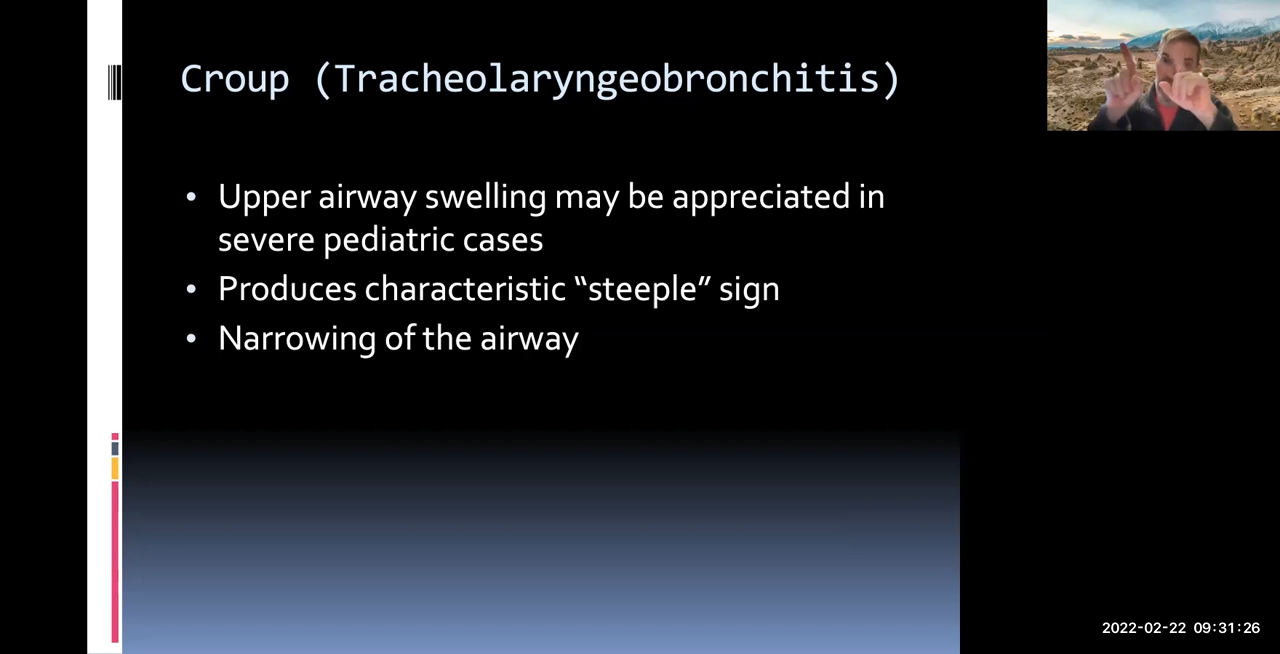 Croup (Tracheolaryngeobronchitis)
• Upper airway swelling may be appreciated in
severe pediatric cases
• Produces characteristic “steeple” sign
• Narrowing of the airway
2022-02-22 09:31:26